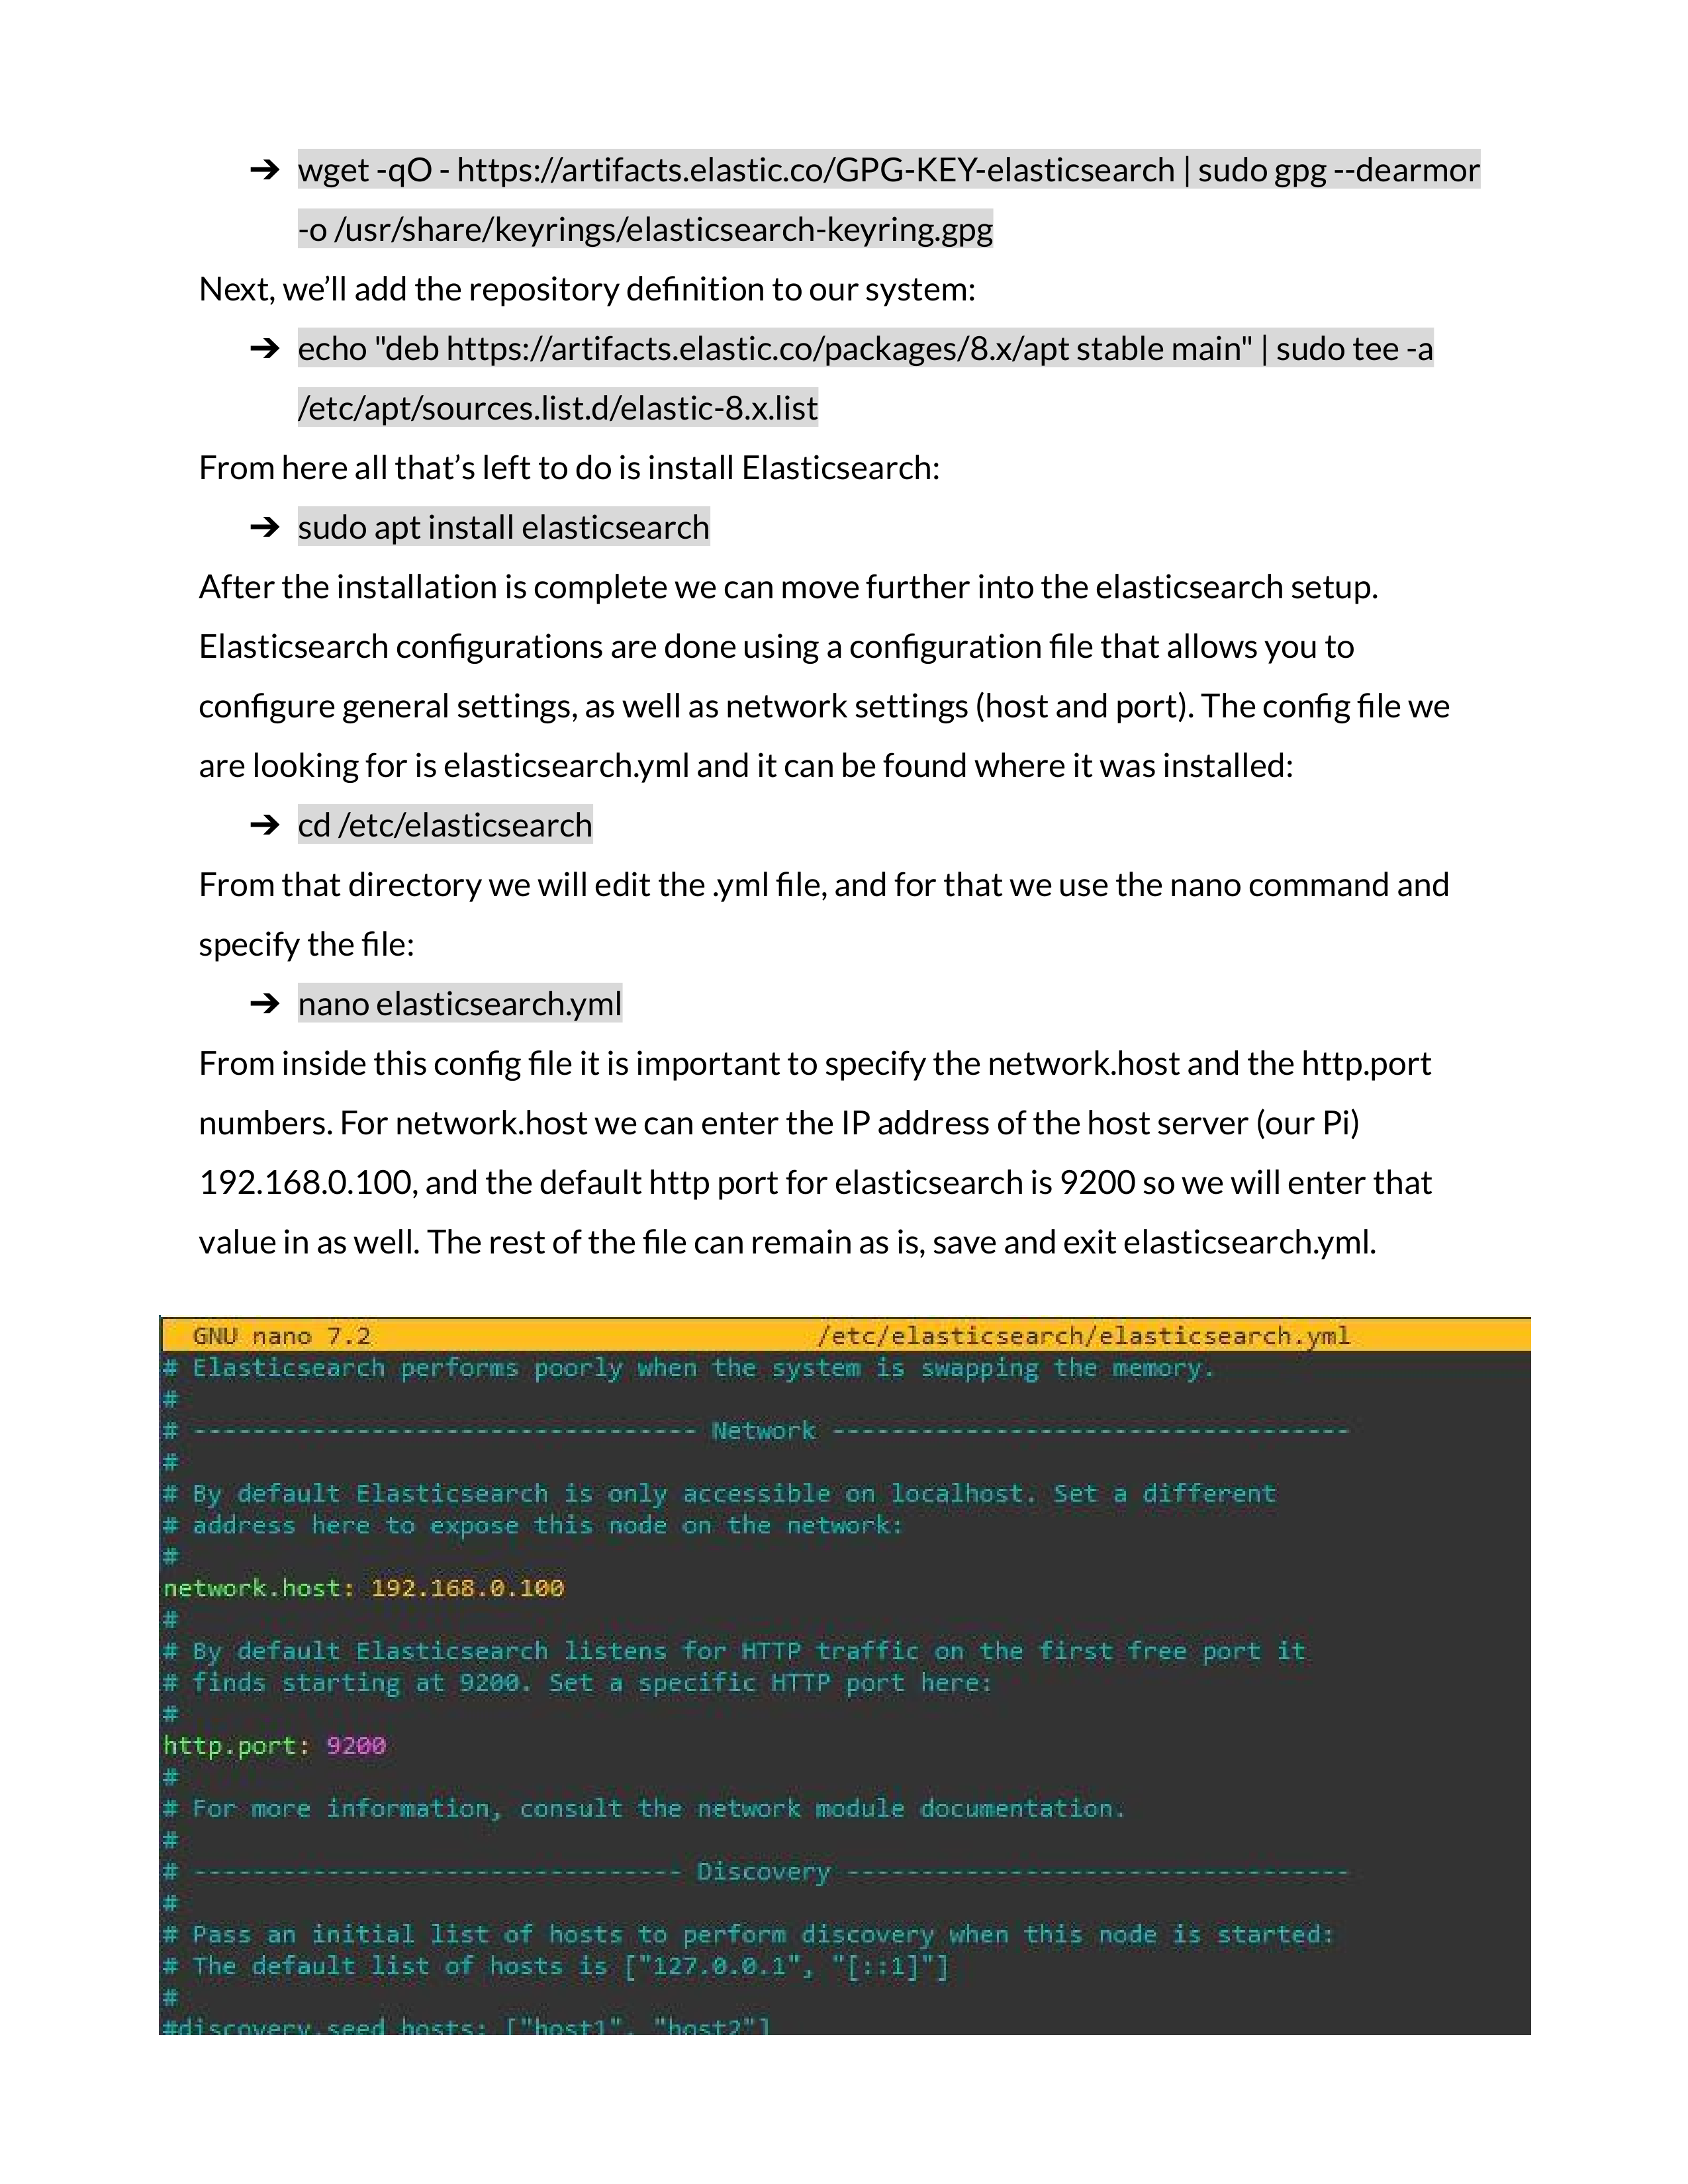 ➔ wget -qO - https://artifacts.elastic.co/GPG-KEY-elasticsearch | sudo gpg --dearmor
-o /usr/share/keyrings/elasticsearch-keyring.gpg
Next, we’ll add the repository definition to our system:
➔ echo "deb https://artifacts.elastic.co/packages/8.x/apt stable main" | sudo tee -a
/etc/apt/sources.list.d/elastic-8.x.list
From here all that’s left to do is install Elasticsearch:
➔ sudo apt install elasticsearch
After the installation is complete we can move further into the elasticsearch setup.
Elasticsearch configurations are done using a configuration file that allows you to
configure general settings, as well as network settings (host and port). The config file we
are looking for is elasticsearch.yml and it can be found where it was installed:
➔ cd /etc/elasticsearch
From that directory we will edit the .yml file, and for that we use the nano command and
specify the file:
➔ nano elasticsearch.yml
From inside this config file it is important to specify the network.host and the http.port
numbers. For network.host we can enter the IP address of the host server (our Pi)
192.168.0.100, and the default http port for elasticsearch is 9200 so we will enter that
value in as well. The rest of the file can remain as is, save and exit elasticsearch.yml.
GNU nano 7.2 /etc/elasticsearch/elasticsearch.yml
# Elasticsearch performs poorly when the system is swapping the memory.
#
# ---------------------------------- Network -----------------------------------
#
# By default Elasticsearch is only accessible on localhost. Set a different
# address here to expose this node on the network:
#
network.host: 192.168.0.100
#
# By default Elasticsearch listens for HTTP traffic on the first free port it
# finds starting at 9200. Set a specific HTTP port here:
#
http.port: 9200
#
# For more information, consult the network module documentation.
#
# --------------------------------- Discovery ----------------------------------
#
# Pass an initial list of hosts to perform discovery when this node is started:
# The default list of hosts is ["127.0.0.1", "[::1]"]
#
#discovery.seed_hosts: ["host1", "host2"]